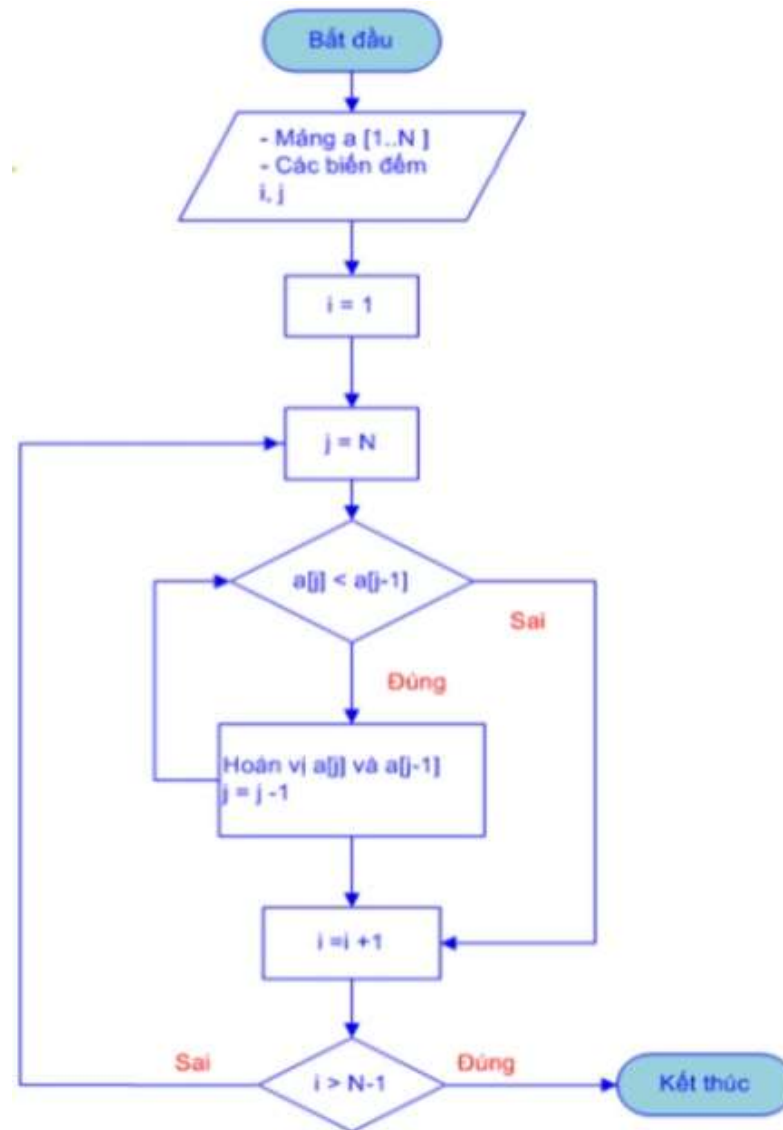 Bắt đầu
- Mảng a [1..N ]
- Các biến đếm
i, j
i = 1
j = N
a[j] < a[j-1]
Sai
Đúng
Hoán vị a[j] và a[j-1]
j = j -1
i =i +1
Sai
i > N-1
Đúng
Kết thúc